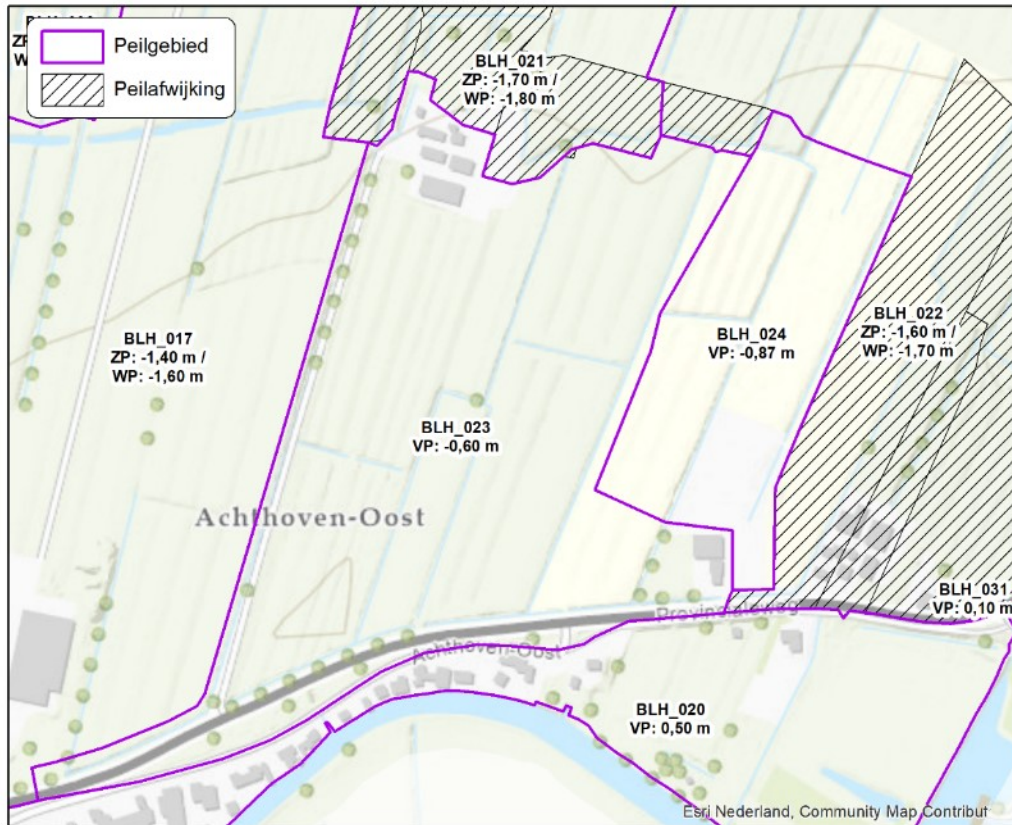 Peilgebied
Peilafwijking
BLH_021
ZP: -1,70 m /
WP: -1,80 m
BLH_017
ZP: -1,40 m /
WP: -1,60 m
BLH_024
VP: -0,87 m
BLH_022
ZP: -1,60 m /
WP: -1,70 m
BLH_023
VP: -0,60 m
Achthoven-Oost
BLH_031
VP: 0,10 m
Provincialeweg
Achthoven-Oost
BLH_020
VP: 0,50 m
Esri Nederland, Community Map Contribut